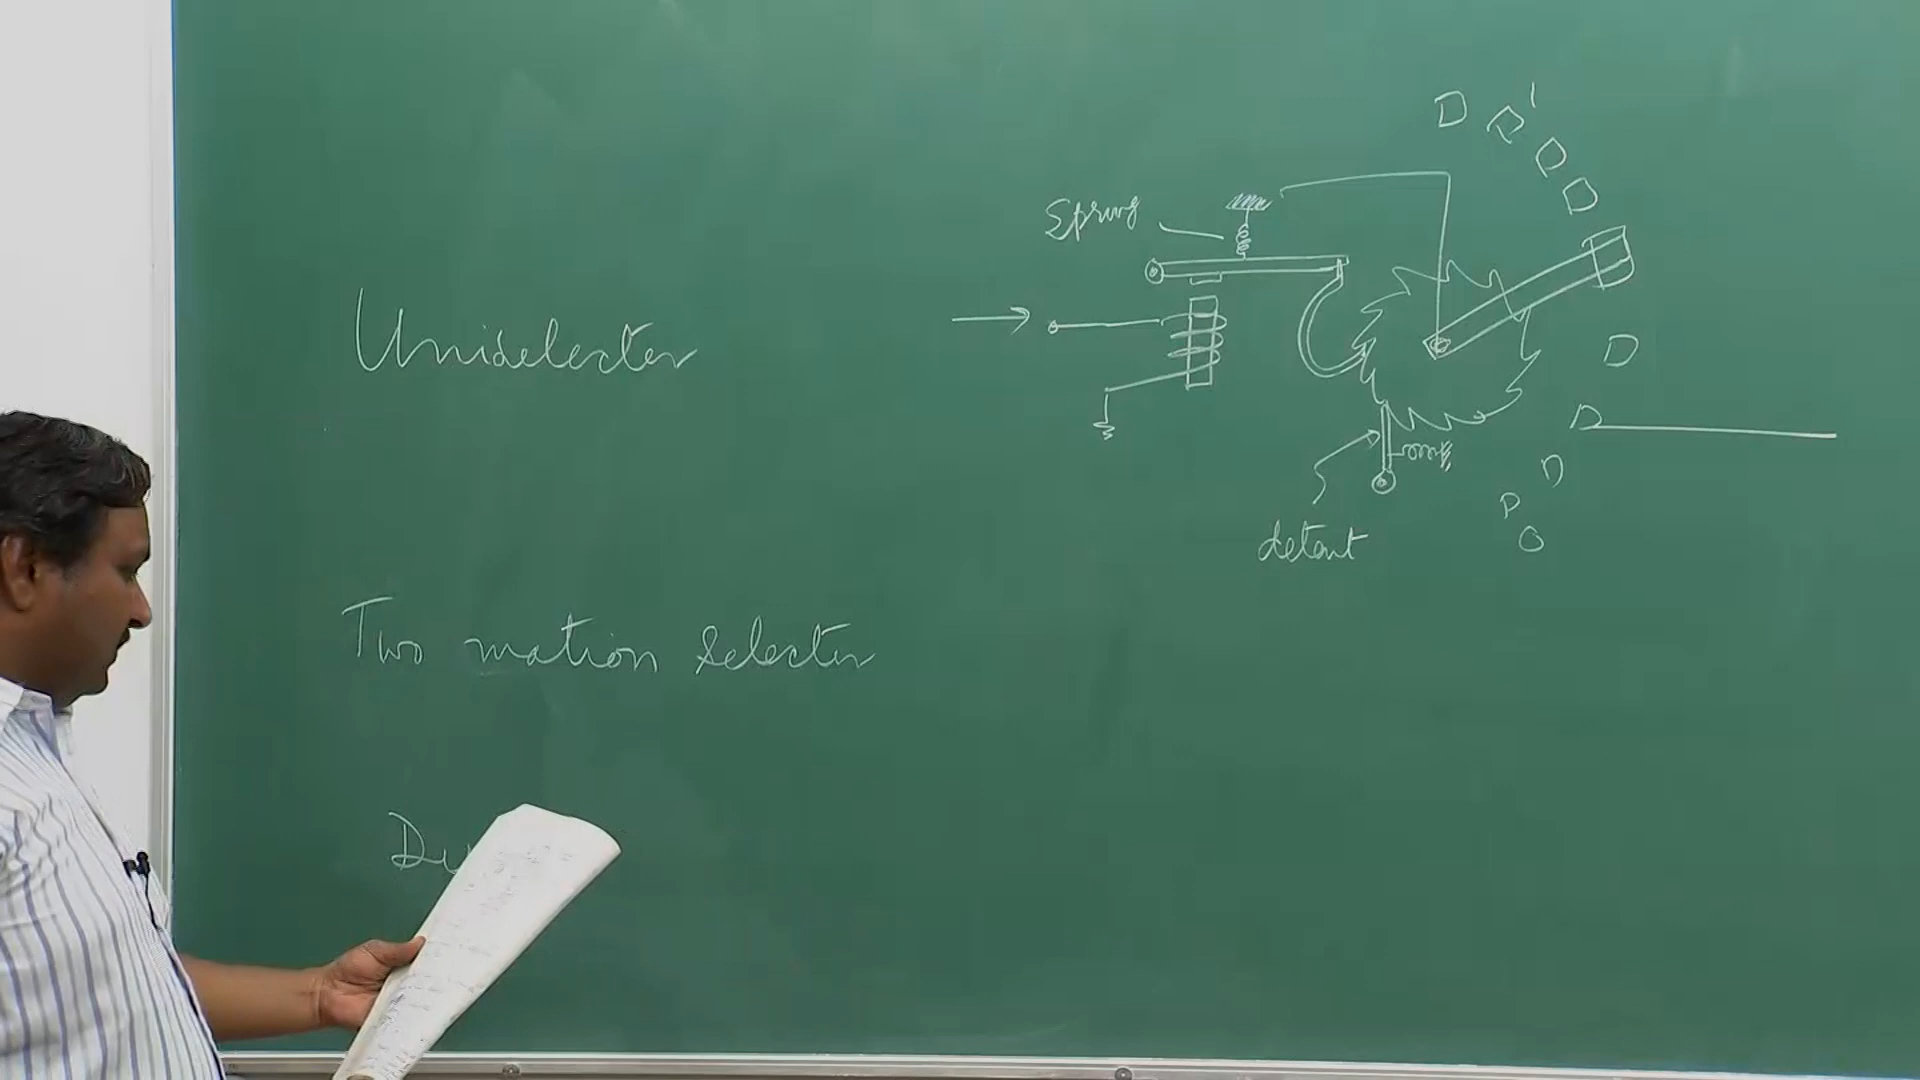 Spring
Uniselector
detent
Two motion selector